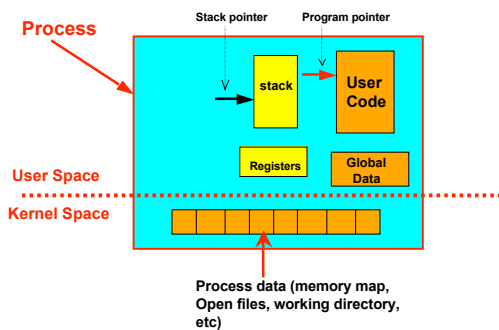 Stack pointer
Program pointer
Process
stack
User
Code
Registers
Global
Data
User Space
Kernel Space
Process data (memory map,
Open files, working directory,
etc)